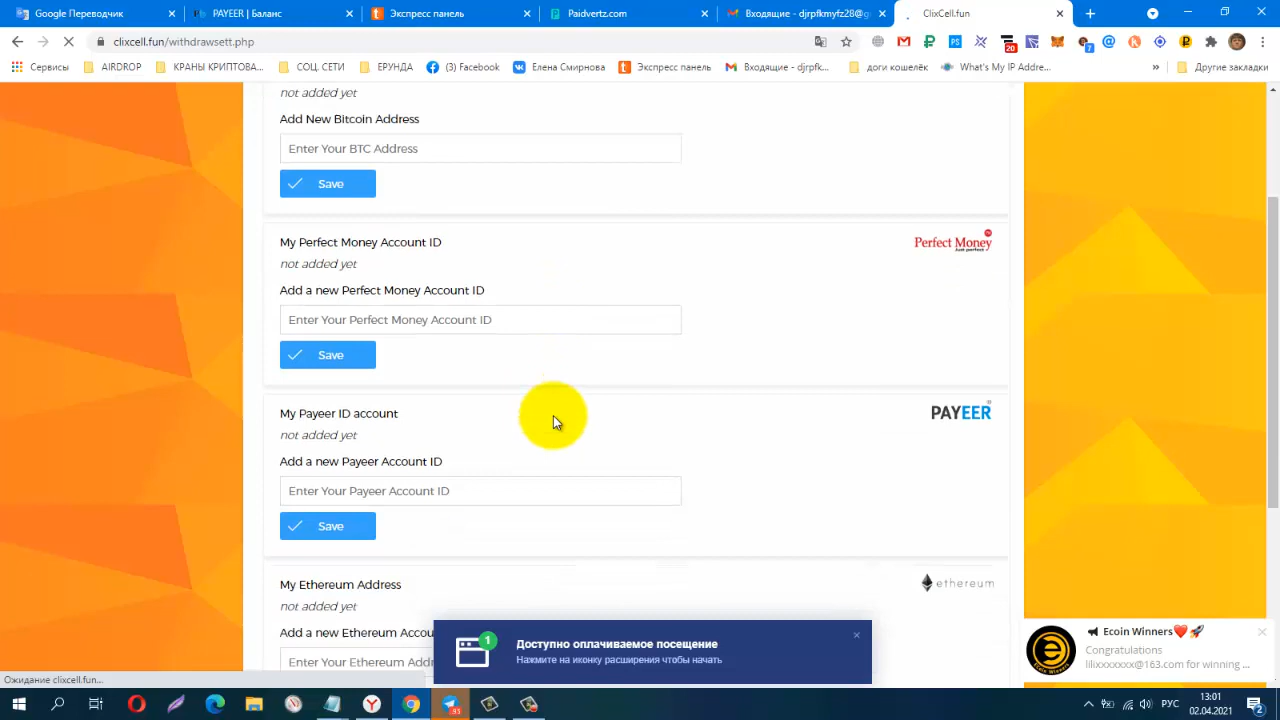 Google Переводчик
PAYEER | Баланс
Экспресс панель
Paidvertz.com
Входящие - djrpfkmyfz28@g
Clixcell.fun
clixcell.fun/withdrawsett.php
20
7
Сервисы
AIRDROP
КРАНЫ КРИПТОВА...
СОЦ СЕТИ
ЕРУНДА
(3) Facebook
Елена Смирнова
Экспресс панель
Входящие - djrpfk...
доги кошелёк
What's My IP Addre...
»
Другие закладки
not added yet
Add New Bitcoin Address
Enter Your BTC Address
Save
My Perfect Money Account ID
Perfect Money
Just perfect
not added yet
Add a new Perfect Money Account ID
Enter Your Perfect Money Account ID
Save
My Payeer ID account
PAYEER
not added yet
Add a new Payeer Account ID
Enter Your Payeer Account ID
Save
My Ethereum Address
ethereum
not added yet
Add a new Ethereum Accou
Enter Your Ethereum Addr
1
Доступно оплачиваемое посещение
Нажмите на иконку расширения чтобы начать
Ecoin Winners❤️🚀
Congratulations
lilixxxxxxx@163.com for winning ...
Ожидание clixcell.fun...
РУС
13:01
02.04.2021
2